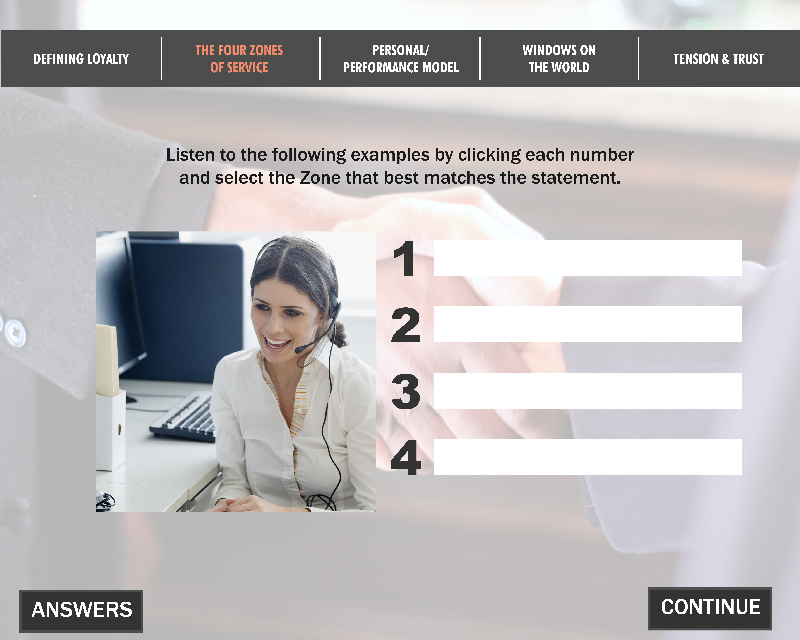 DEFINING LOYALTY
THE FOUR ZONES
OF SERVICE
PERSONAL/
PERFORMANCE MODEL
WINDOWS ON
THE WORLD
TENSION & TRUST
Listen to the following examples by clicking each number
and select the Zone that best matches the statement.
1
2
3
4
ANSWERS
CONTINUE